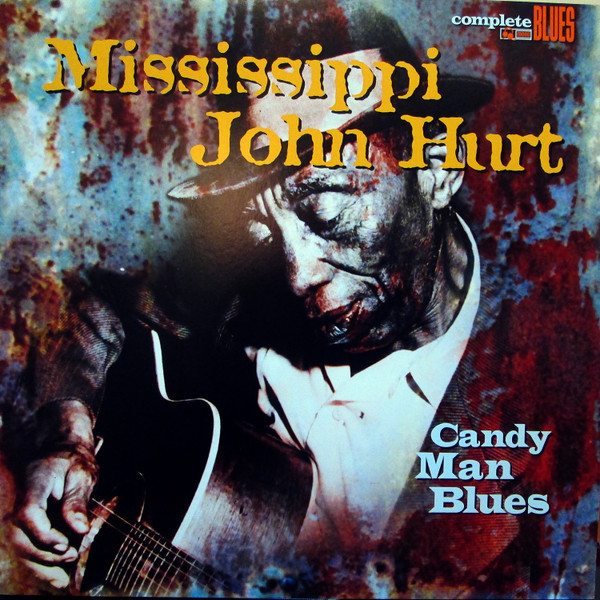 complete BLUES
Mississippi
John Hurt
Candy
Man
Blues